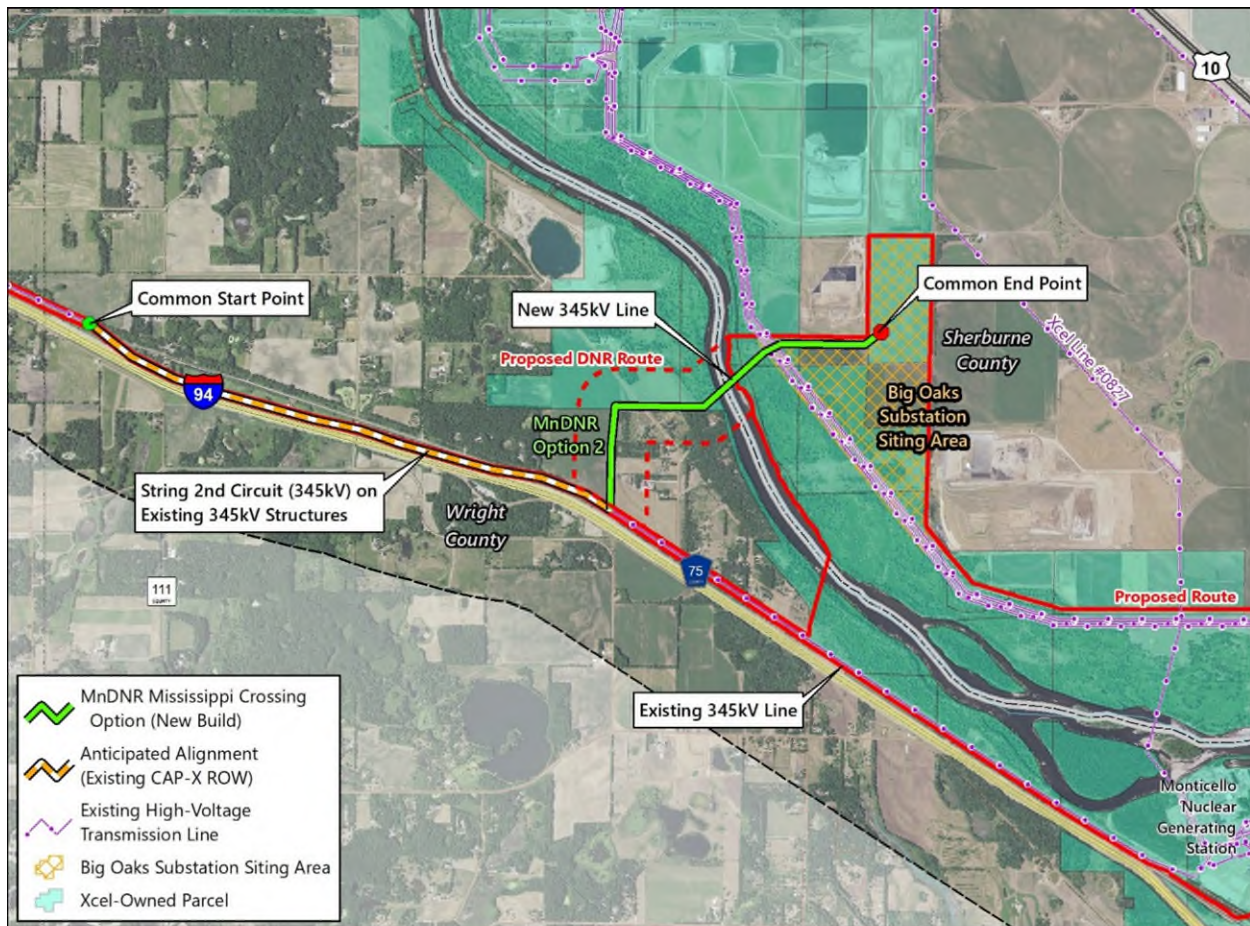 10
Common Start Point
New 345kV Line
Common End Point
Sherburne
County
Xcel Line #0827
Proposed DNR Route
94
MnDNR
Option 2
Big Oaks
Substation
Siting Area
String 2nd Circuit (345kV) on
Existing 345kV Structures
Wright
County
75
COUNTY
111
COUNTY
Proposed Route
Existing 345kV Line
Monticello
Nuclear
Generating
Station
MnDNR Mississippi Crossing
Option (New Build)
Anticipated Alignment
(Existing CAP-X ROW)
Existing High-Voltage
Transmission Line
Big Oaks Substation Siting Area
Xcel-Owned Parcel